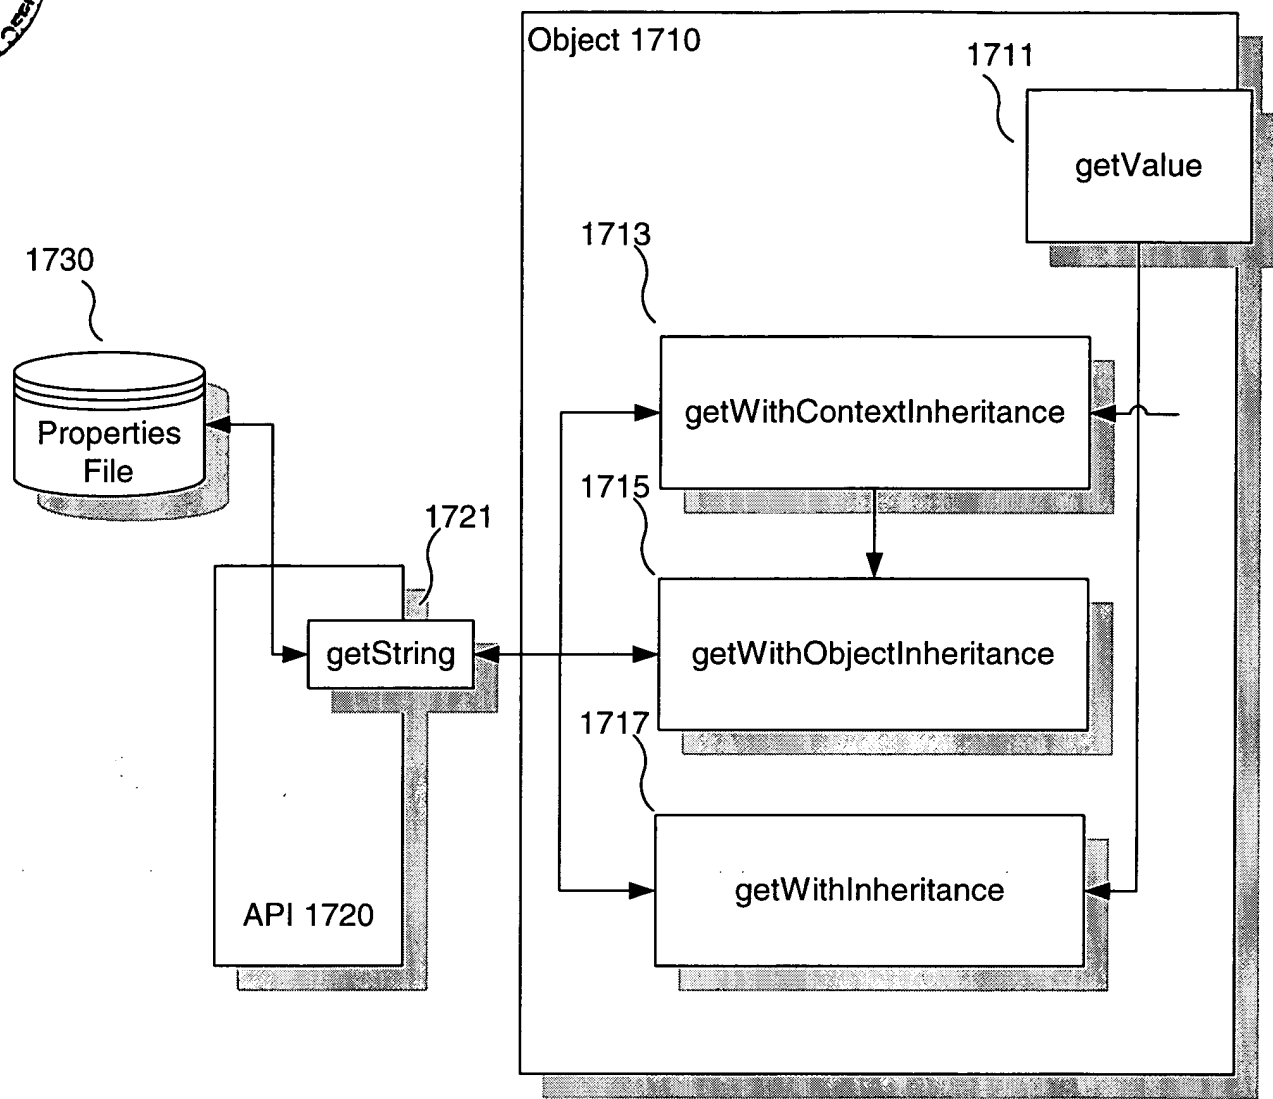 Object 1710
1711
getValue
1713
1730
getWithContextInheritance
Properties
File
1715
1721
getWithObjectInheritance
getString
1717
getWithInheritance
API 1720